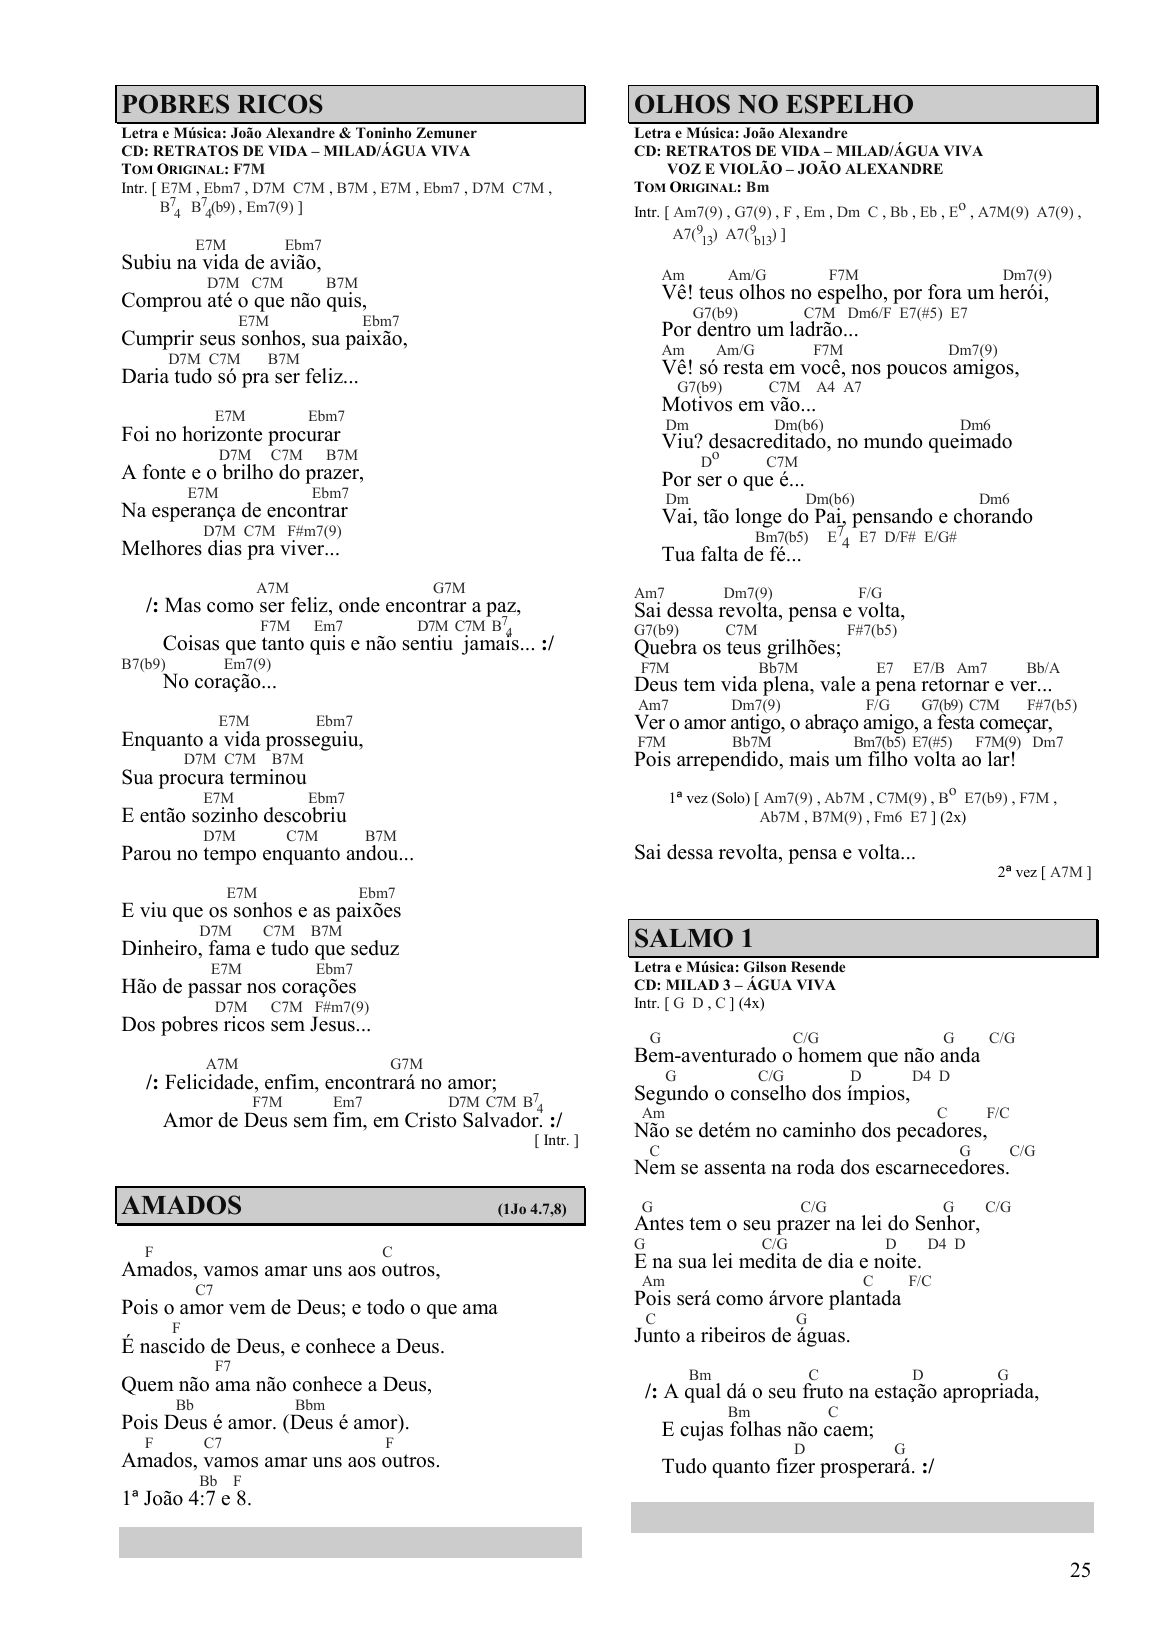 POBRES RICOS
Letra e Música: João Alexandre & Toninho Zemuner
CD: RETRATOS DE VIDA – MILAD/ÁGUA VIVA
TOM ORIGINAL: F7M
Intr. [ E7M , Ebm7 , D7M C7M , B7M , E7M , Ebm7 , D7M C7M ,
B7/4 B7/4(b9) , Em7(9) ]
E7M Ebm7
Subiu na vida de avião,
D7M C7M B7M
Comprou até o que não quis,
E7M Ebm7
Cumprir seus sonhos, sua paixão,
D7M C7M B7M
Daria tudo só pra ser feliz...
E7M Ebm7
Foi no horizonte procurar
D7M C7M B7M
A fonte e o brilho do prazer,
E7M Ebm7
Na esperança de encontrar
D7M C7M F#m7(9)
Melhores dias pra viver...
A7M G7M
/: Mas como ser feliz, onde encontrar a paz,
F7M Em7 D7M C7M B7/4
Coisas que tanto quis e não sentiu jamais... :/
B7(b9) Em7(9)
No coração...
E7M Ebm7
Enquanto a vida prosseguiu,
D7M C7M B7M
Sua procura terminou
E7M Ebm7
E então sozinho descobriu
D7M C7M B7M
Parou no tempo enquanto andou...
E7M Ebm7
E viu que os sonhos e as paixões
D7M C7M B7M
Dinheiro, fama e tudo que seduz
E7M Ebm7
Hão de passar nos corações
D7M C7M F#m7(9)
Dos pobres ricos sem Jesus...
A7M G7M
/: Felicidade, enfim, encontrará no amor;
F7M Em7 D7M C7M B7/4
Amor de Deus sem fim, em Cristo Salvador. :/
[ Intr. ]
AMADOS (1Jo 4.7,8)
F C
Amados, vamos amar uns aos outros,
C7
Pois o amor vem de Deus; e todo o que ama
F
É nascido de Deus, e conhece a Deus.
F7
Quem não ama não conhece a Deus,
Bb Bbm
Pois Deus é amor. (Deus é amor).
F C7 F
Amados, vamos amar uns aos outros.
Bb F
1ª João 4:7 e 8.
OLHOS NO ESPELHO
Letra e Música: João Alexandre
CD: RETRATOS DE VIDA – MILAD/ÁGUA VIVA
VOZ E VIOLÃO – JOÃO ALEXANDRE
TOM ORIGINAL: Bm
Intr. [ Am7(9) , G7(9) , F , Em , Dm C , Bb , Eb , Eº , A7M(9) A7(9) ,
A7(9/13) A7(9/b13) ]
Am Am/G F7M Dm7(9)
Vê! teus olhos no espelho, por fora um herói,
G7(b9) C7M Dm6/F E7(#5) E7
Por dentro um ladrão...
Am Am/G F7M Dm7(9)
Vê! só resta em você, nos poucos amigos,
G7(b9) C7M A4 A7
Motivos em vão...
Dm Dm(b6) Dm6
Viu? desacreditado, no mundo queimado
Dº C7M
Por ser o que é...
Dm Dm(b6) Dm6
Vai, tão longe do Pai, pensando e chorando
Bm7(b5) E7/4 E7 D/F# E/G#
Tua falta de fé...
Am7 Dm7(9) F/G
Sai dessa revolta, pensa e volta,
G7(b9) C7M F#7(b5)
Quebra os teus grilhões;
F7M Bb7M E7 E7/B Am7 Bb/A
Deus tem vida plena, vale a pena retornar e ver...
Am7 Dm7(9) F/G G7(b9) C7M F#7(b5)
Ver o amor antigo, o abraço amigo, a festa começar,
F7M Bb7M Bm7(b5) E7(#5) F7M(9) Dm7
Pois arrependido, mais um filho volta ao lar!
1ª vez (Solo) [ Am7(9) , Ab7M , C7M(9) , Bº E7(b9) , F7M ,
Ab7M , B7M(9) , Fm6 E7 ] (2x)
Sai dessa revolta, pensa e volta...
2ª vez [ A7M ]
SALMO 1
Letra e Música: Gilson Resende
CD: MILAD 3 – ÁGUA VIVA
Intr. [ G D , C ] (4x)
G C/G G C/G
Bem-aventurado o homem que não anda
G C/G D D4 D
Segundo o conselho dos ímpios,
Am C F/C
Não se detém no caminho dos pecadores,
C G C/G
Nem se assenta na roda dos escarnecedores.
G C/G G C/G
Antes tem o seu prazer na lei do Senhor,
G C/G D D4 D
E na sua lei medita de dia e noite.
Am C F/C
Pois será como árvore plantada
C G
Junto a ribeiros de águas.
Bm C D G
/: A qual dá o seu fruto na estação apropriada,
Bm C
E cujas folhas não caem;
D G
Tudo quanto fizer prosperará. :/
25